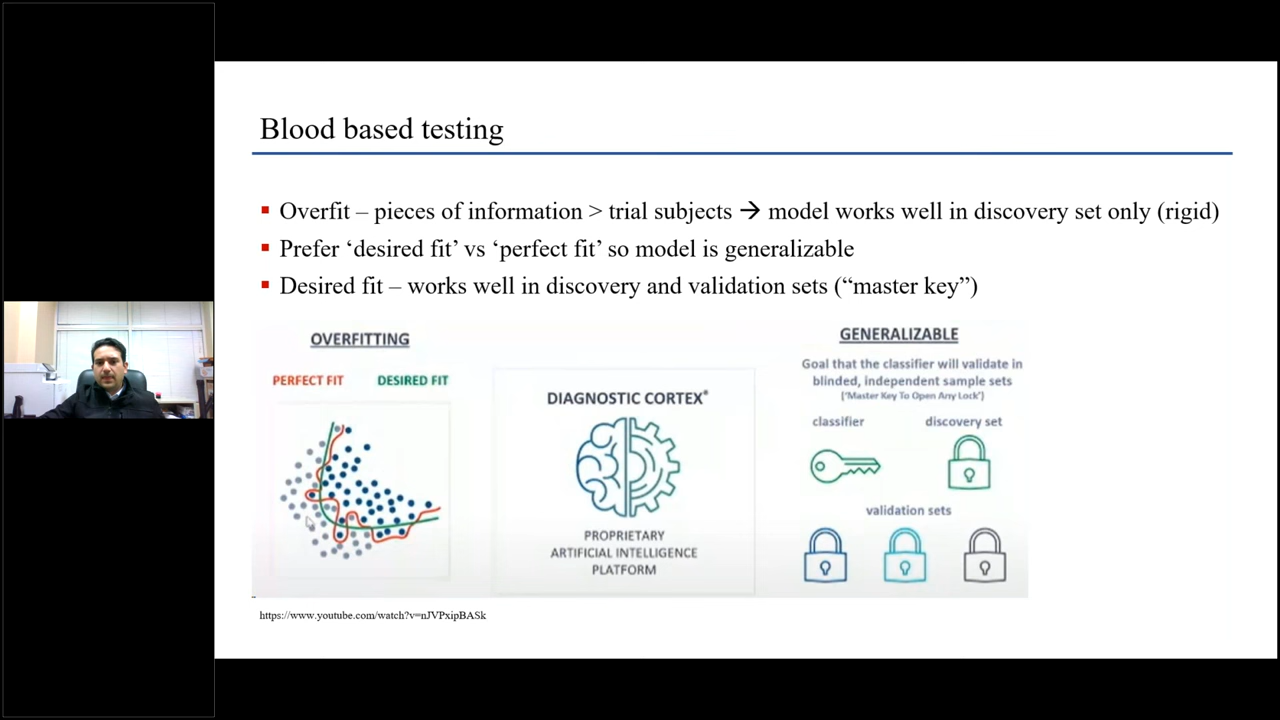 Blood based testing
Overfit – pieces of information > trial subjects → model works well in discovery set only (rigid)
Prefer ‘desired fit’ vs ‘perfect fit’ so model is generalizable
Desired fit – works well in discovery and validation sets (“master key”)
OVERFITTING
PERFECT FIT DESIRED FIT
DIAGNOSTIC CORTEX®
PROPRIETARY
ARTIFICIAL INTELLIGENCE
PLATFORM
GENERALIZABLE
Goal that the classifier will validate in
blinded, independent sample sets
('Master Key To Open Any Lock')
classifier discovery set
validation sets
https://www.youtube.com/watch?v=nJVPxipBASk